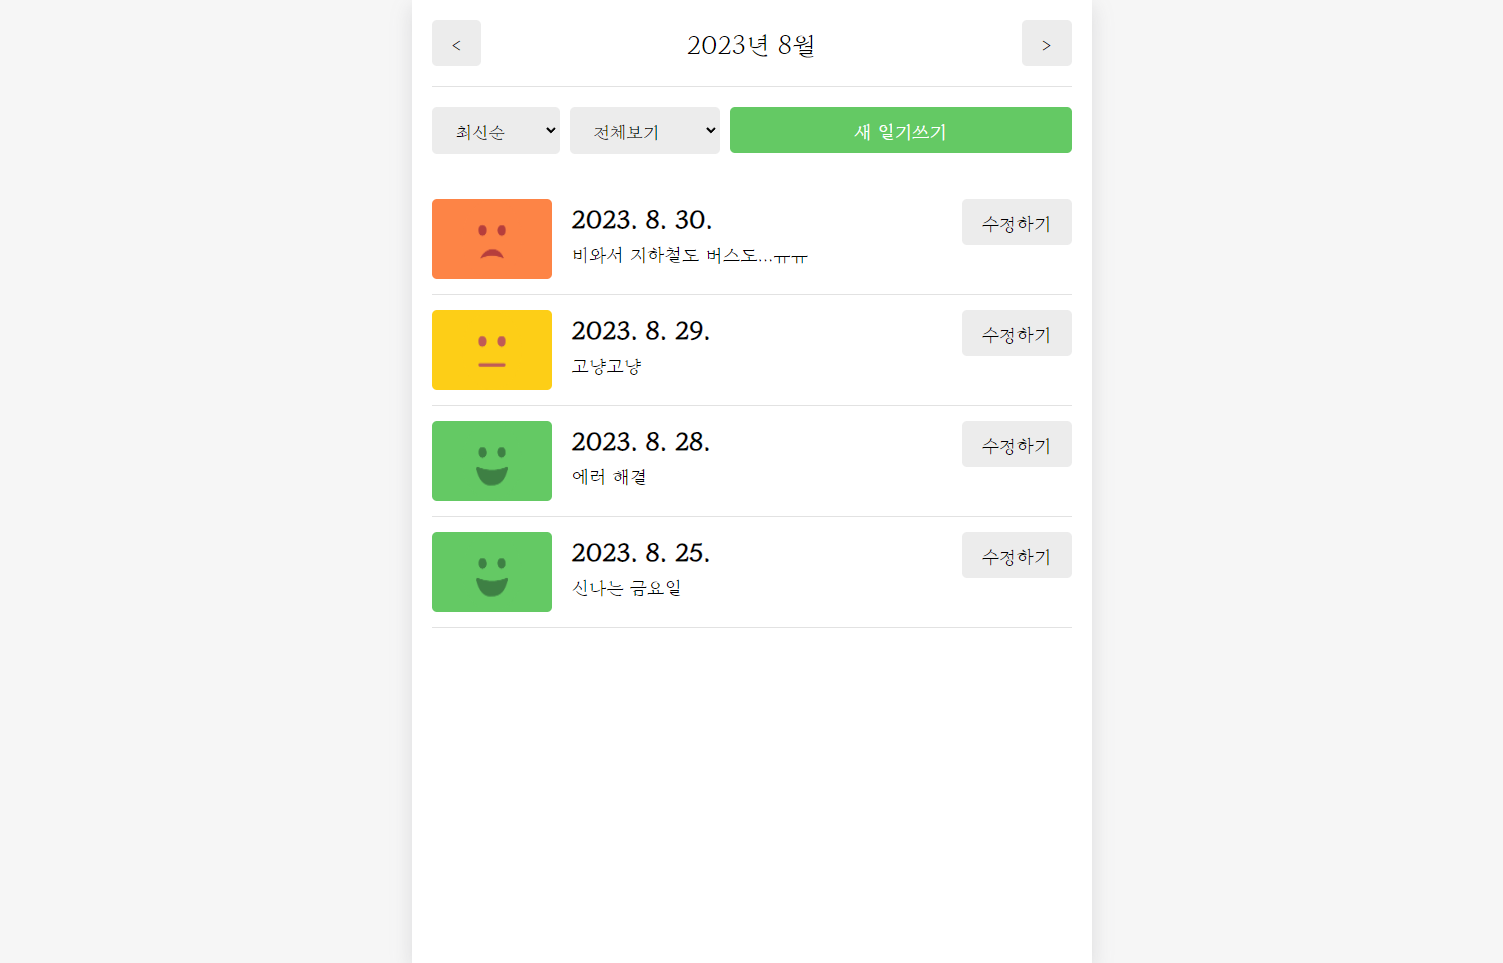 < 2023년 8월 >
최신순 전체보기 새 일기쓰기
2023. 8. 30. 수정하기
비와서 지하철도 버스도...ㅠㅠ
2023. 8. 29. 수정하기
고냥고냥
2023. 8. 28. 수정하기
에러 해결
2023. 8. 25. 수정하기
신나는 금요일